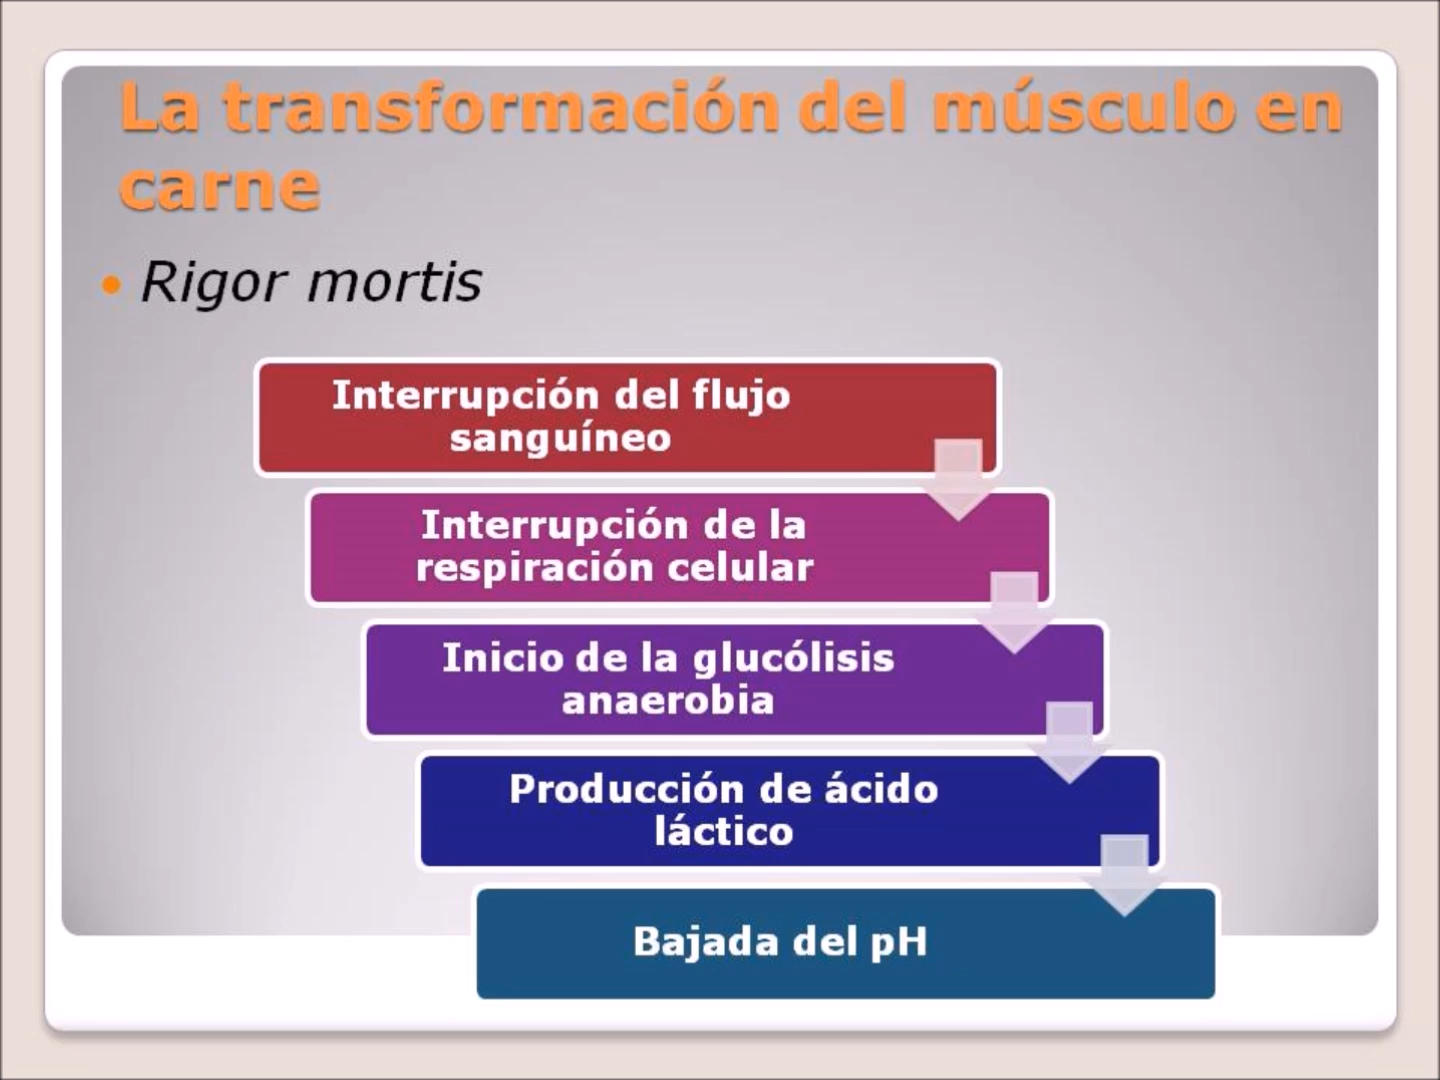 La transformación del músculo en
carne
Rigor mortis
Interrupción del flujo
sanguíneo
Interrupción de la
respiración celular
Inicio de la glucólisis
anaerobia
Producción de ácido
láctico
Bajada del pH